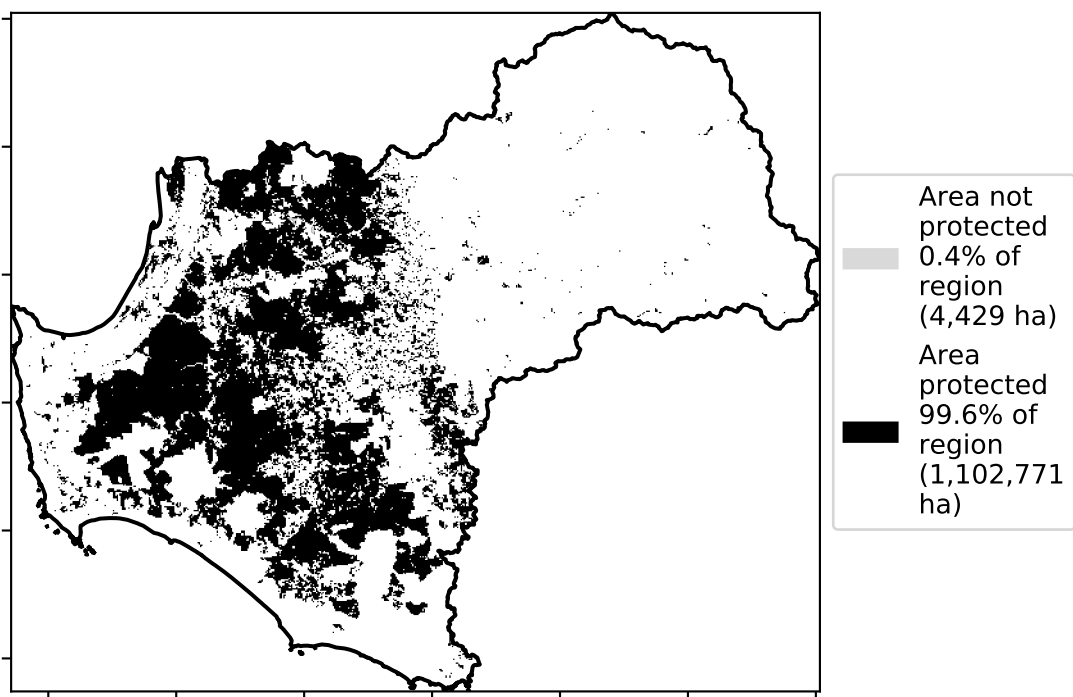 Area not
protected
0.4% of
region
(4,429 ha)
Area
protected
99.6% of
region
(1,102,771
ha)